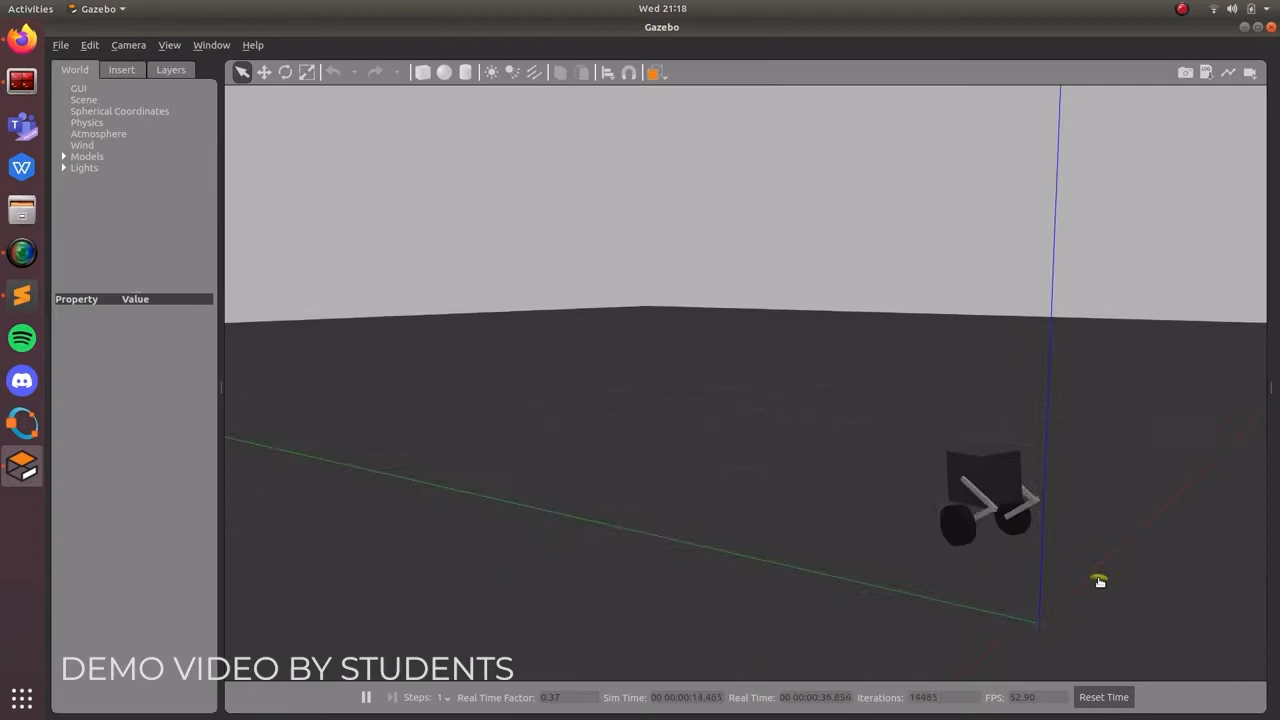 Activities
Gazebo
Wed 21:18
Gazebo
File Edit Camera View Window Help
World Insert Layers
GUI
Scene
Spherical Coordinates
Physics
Atmosphere
Wind
Models
Lights
Property Value
DEMO VIDEO BY STUDENTS
Steps: 1 Real Time Factor: 0.37 Sim Time: 00 00:00:14.465 Real Time: 00 00:00:36.856 Iterations: 14465 FPS: 52.90 Reset Time